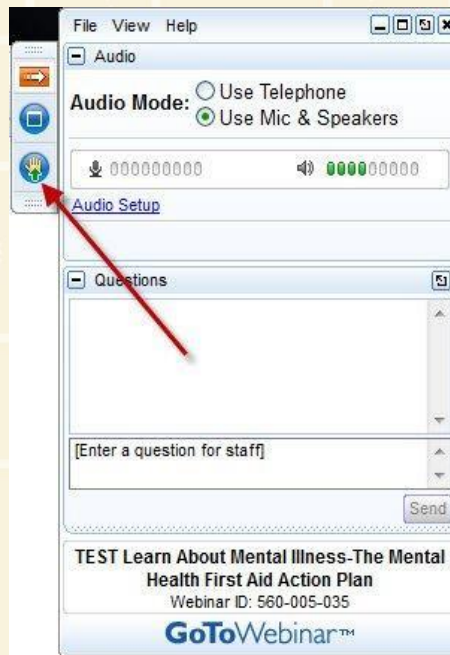 File View Help
Audio
Audio Mode: Use Telephone
Use Mic & Speakers
Audio Setup
Questions
[Enter a question for staff]
Send
TEST Learn About Mental Illness-The Mental
Health First Aid Action Plan
Webinar ID: 560-005-035
GoToWebinar™